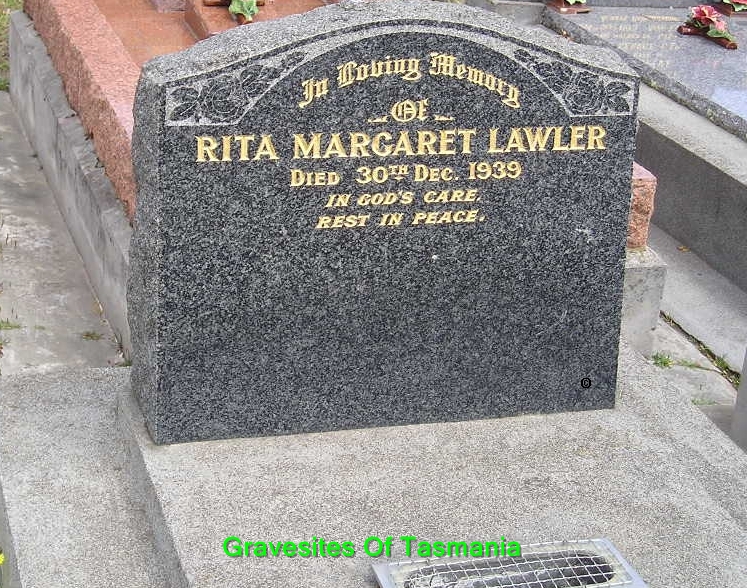 In Loving Memory
OF
RITA MARGARET LAWLER
DIED 30TH DEC. 1939
IN GOD'S CARE.
REST IN PEACE.
Gravesites Of Tasmania